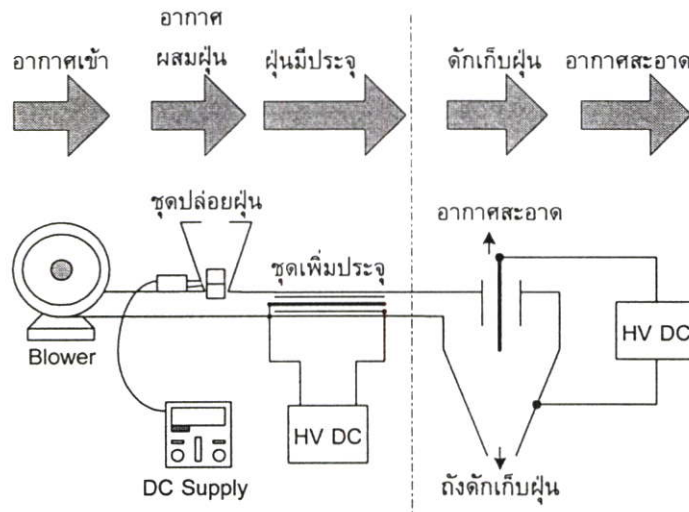 อากาศเข้า
อากาศ
ผสมฝุ่น
ฝุ่นมีประจุ
ดักเก็บฝุ่น
อากาศสะอาด
ชุดปล่อยฝุ่น
อากาศสะอาด
ชุดเพิ่มประจุ
Blower
HV DC
HV DC
DC Supply
ถังดักเก็บฝุ่น